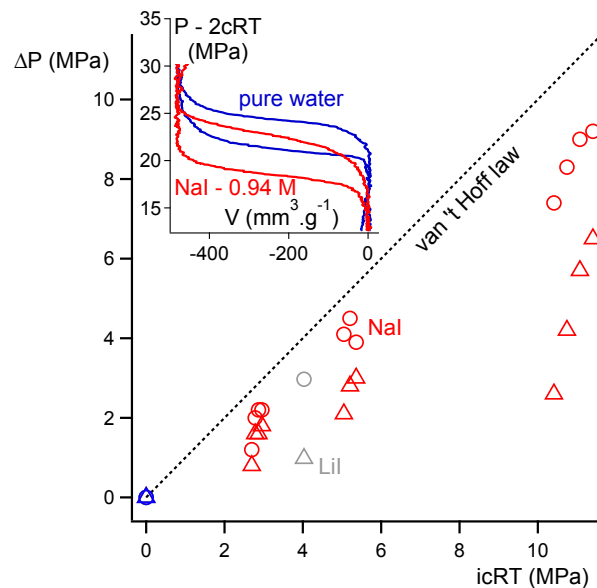 P - 2cRT
(MPa)
35
30
25
20
15
pure water
NaI - 0.94 M
V (mm³.g⁻¹)
-400
-200
0
ΔP (MPa)
10
8
6
4
2
0
van 't Hoff law
NaI
LiI
0
2
4
6
8
10
icRT (MPa)